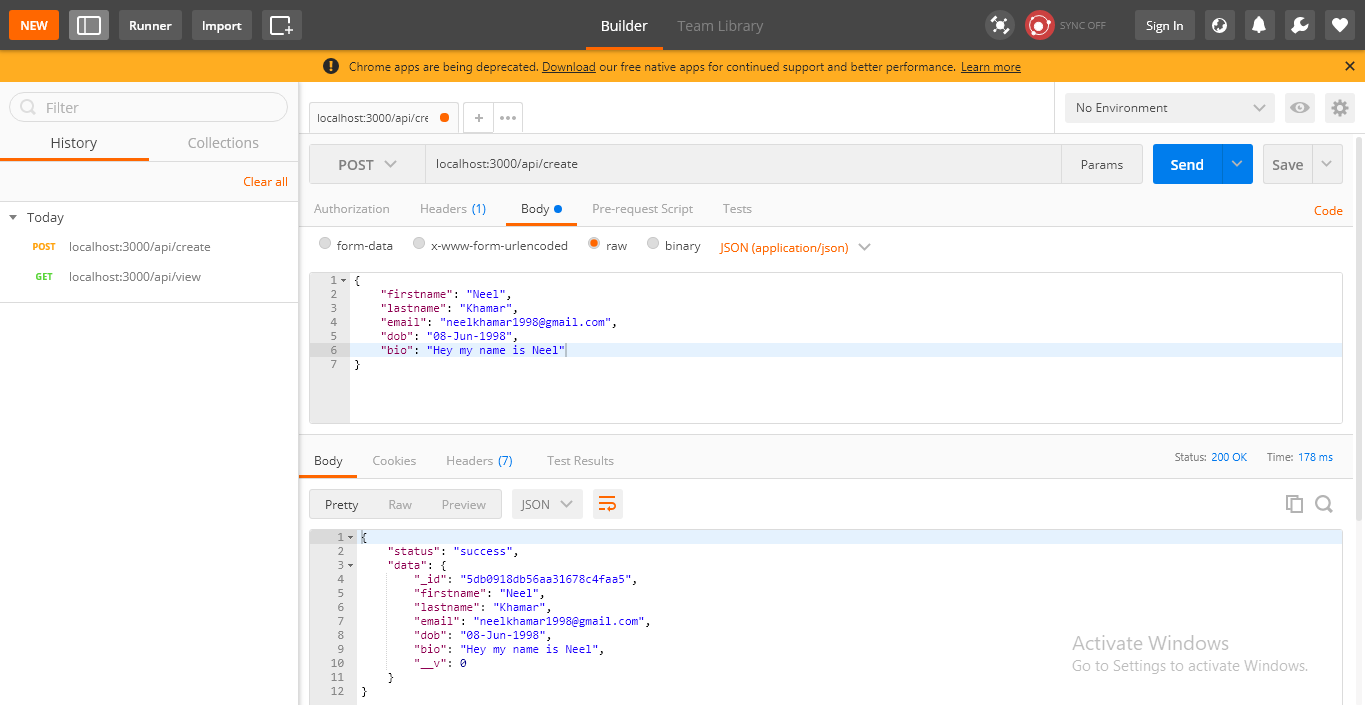 NEW Runner Import Builder Team Library SYNC OFF Sign In
Chrome apps are being deprecated. Download our free native apps for continued support and better performance. Learn more
Filter
History Collections
Clear all
Today
POST localhost:3000/api/create
GET localhost:3000/api/view
localhost:3000/api/cre + ••• No Environment
POST localhost:3000/api/create Params Send Save
Authorization Headers (1) Body Pre-request Script Tests Code
form-data x-www-form-urlencoded raw binary JSON (application/json)
1 {
2 "firstname": "Neel",
3 "lastname": "Khamar",
4 "email": "neelkhamar1998@gmail.com",
5 "dob": "08-Jun-1998",
6 "bio": "Hey my name is Neel"
7 }
Body Cookies Headers (7) Test Results Status: 200 OK Time: 178 ms
Pretty Raw Preview JSON
1 {
2 "status": "success",
3 "data": {
4 "_id": "5db0918db56aa31678c4faa5",
5 "firstname": "Neel",
6 "lastname": "Khamar",
7 "email": "neelkhamar1998@gmail.com",
8 "dob": "08-Jun-1998",
9 "bio": "Hey my name is Neel",
10 "__v": 0
11 }
12 }
Activate Windows
Go to Settings to activate Windows.